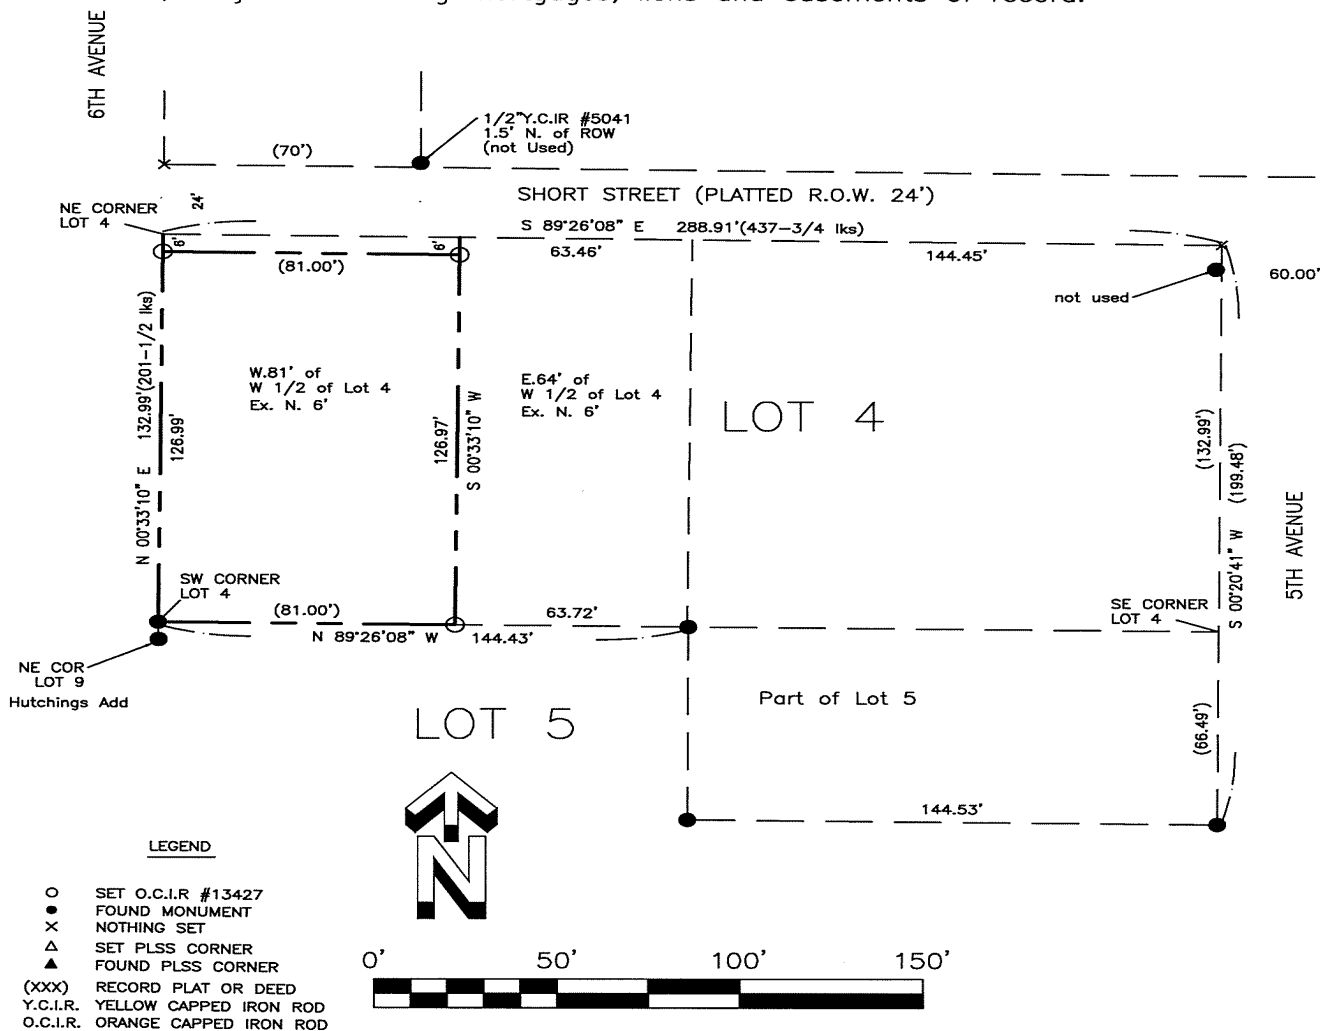 and easements of record.
6TH AVENUE
1/2"Y.C.IR #5041
1.5' N. of ROW
(not Used)
(70')
24'
SHORT STREET (PLATTED R.O.W. 24')
NE CORNER
LOT 4
S 89°26'08" E 288.91'(437-3/4 lks)
6'
6'
(81.00')
63.46'
144.45'
60.00'
not used
N 00°33'10" E 132.99'(201-1/2 lks)
126.99'
W.81' of
W 1/2 of Lot 4
Ex. N. 6'
126.97'
S 00°33'10" W
E.64' of
W 1/2 of Lot 4
Ex. N. 6'
LOT 4
(132.99')
S 00°20'41" W (199.48')
5TH AVENUE
SW CORNER
LOT 4
(81.00')
63.72'
SE CORNER
LOT 4
N 89°26'08" W 144.43'
NE COR
LOT 9
Hutchings Add
LOT 5
Part of Lot 5
(66.49')
144.53'
N
LEGEND
SET O.C.I.R #13427
FOUND MONUMENT
NOTHING SET
SET PLSS CORNER
FOUND PLSS CORNER
(XXX) RECORD PLAT OR DEED
Y.C.I.R. YELLOW CAPPED IRON ROD
O.C.I.R. ORANGE CAPPED IRON ROD
0' 50' 100' 150'